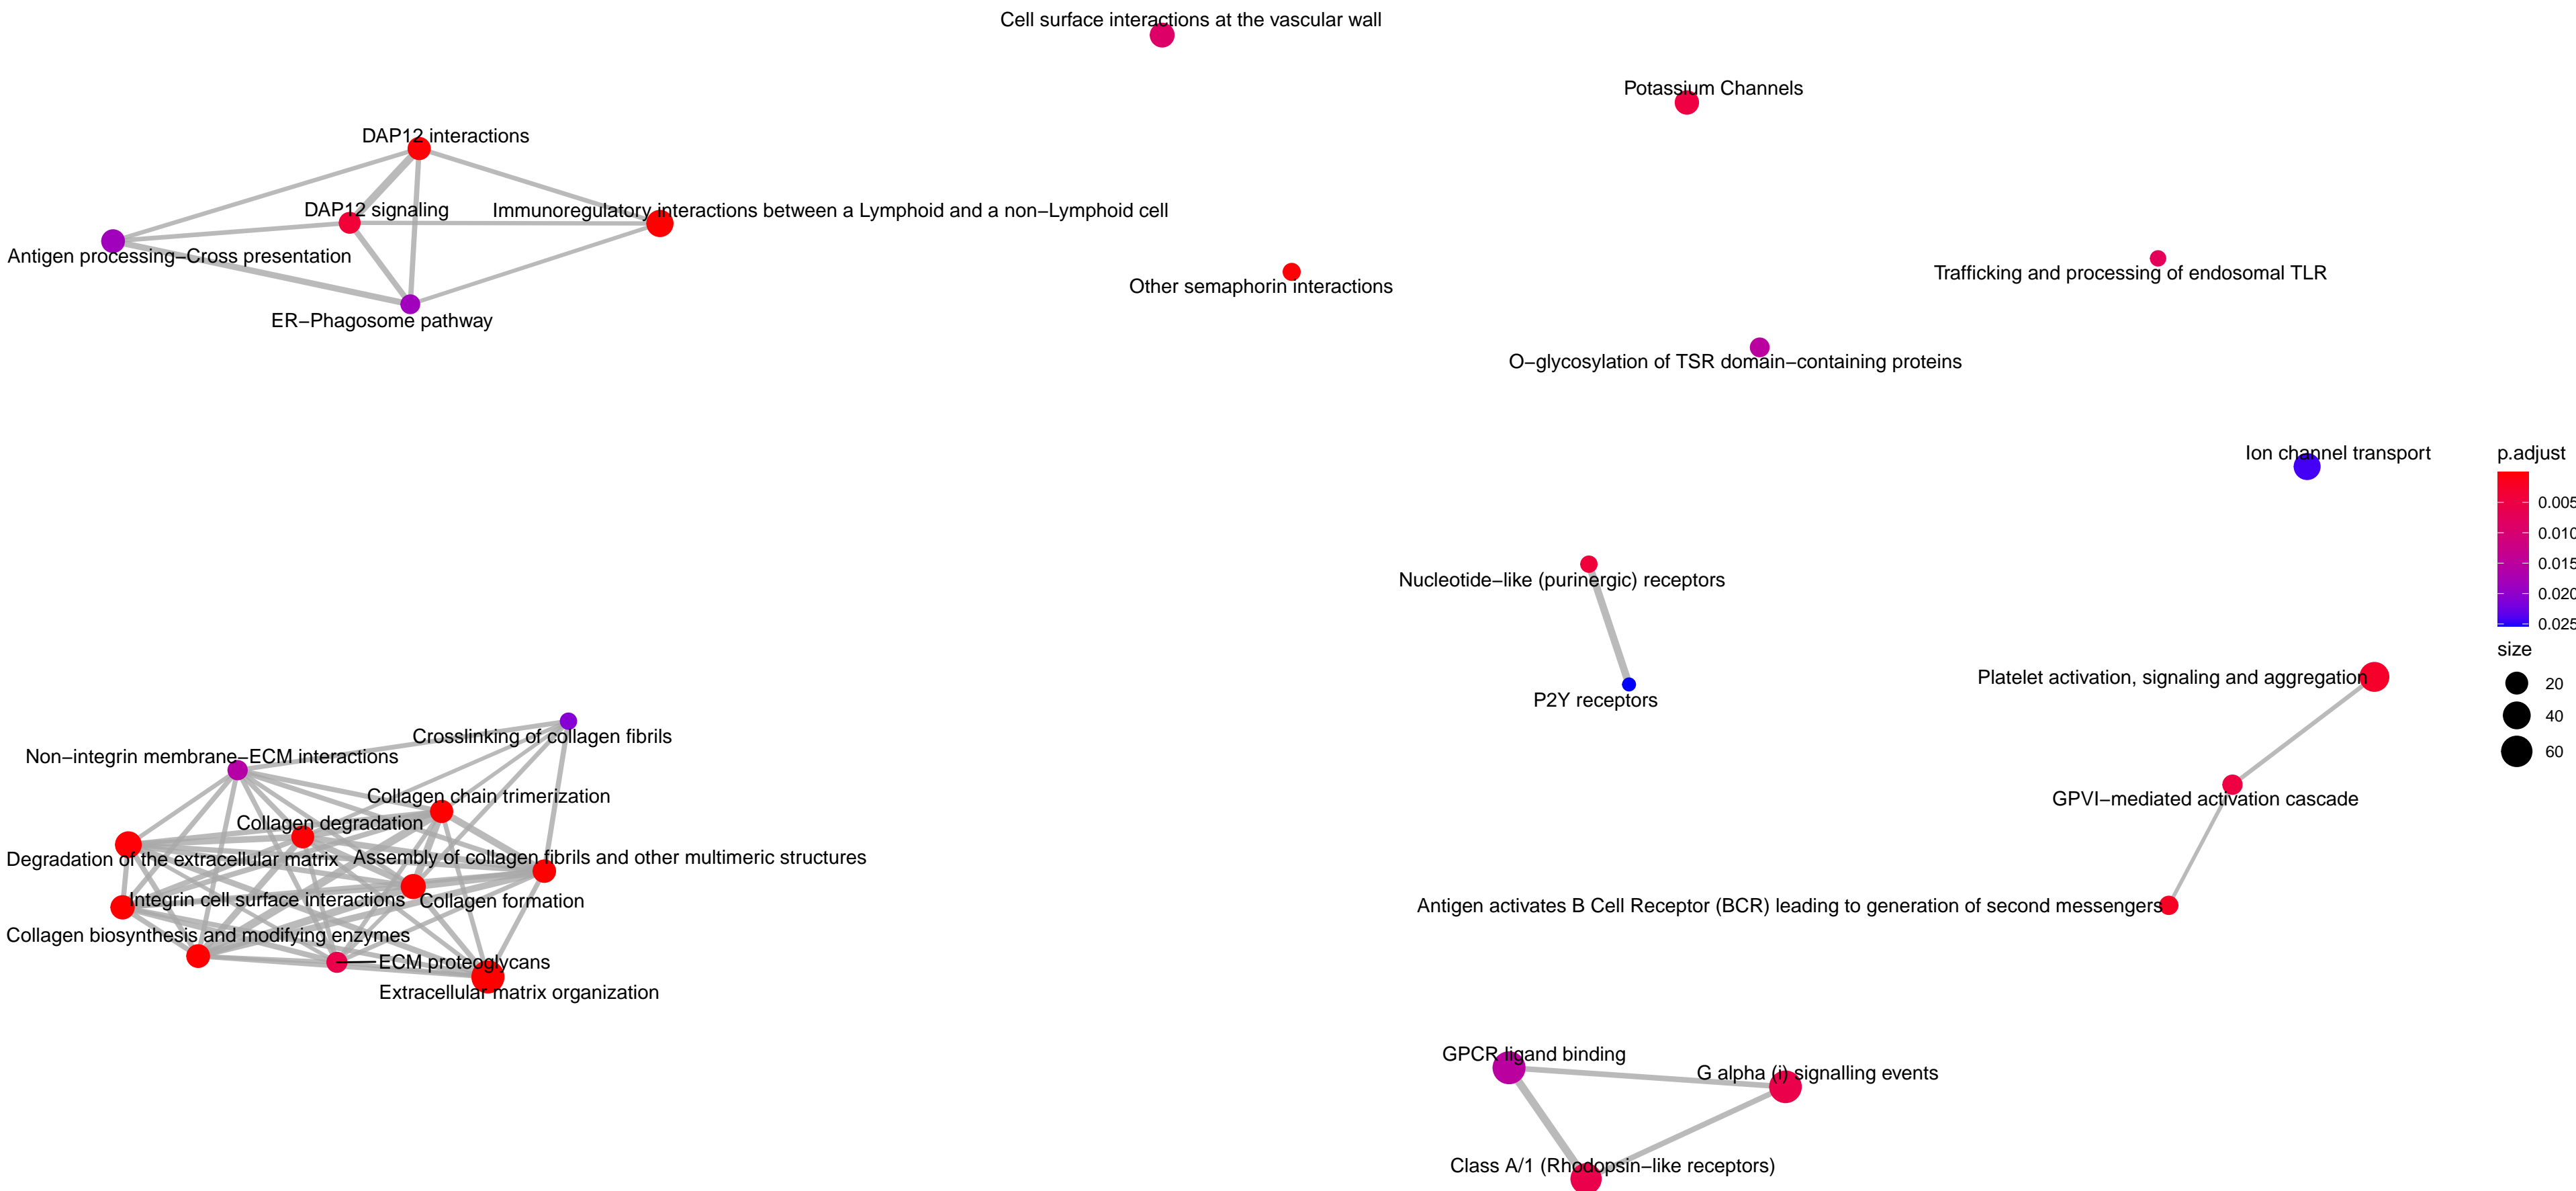 Cell surface interactions at the vascular wall
Potassium Channels
DAP12 interactions
DAP12 signaling
Immunoregulatory interactions between a Lymphoid and a non−Lymphoid cell
Antigen processing−Cross presentation
ER−Phagosome pathway
Other semaphorin interactions
Trafficking and processing of endosomal TLR
O−glycosylation of TSR domain−containing proteins
Ion channel transport
p.adjust
0.005
0.010
0.015
0.020
0.025
size
20
40
60
Nucleotide−like (purinergic) receptors
P2Y receptors
Platelet activation, signaling and aggregation
GPVI−mediated activation cascade
Antigen activates B Cell Receptor (BCR) leading to generation of second messengers
Crosslinking of collagen fibrils
Non−integrin membrane−ECM interactions
Collagen chain trimerization
Collagen degradation
Degradation of the extracellular matrix
Assembly of collagen fibrils and other multimeric structures
Integrin cell surface interactions
Collagen formation
Collagen biosynthesis and modifying enzymes
ECM proteoglycans
Extracellular matrix organization
GPCR ligand binding
G alpha (i) signalling events
Class A/1 (Rhodopsin−like receptors)